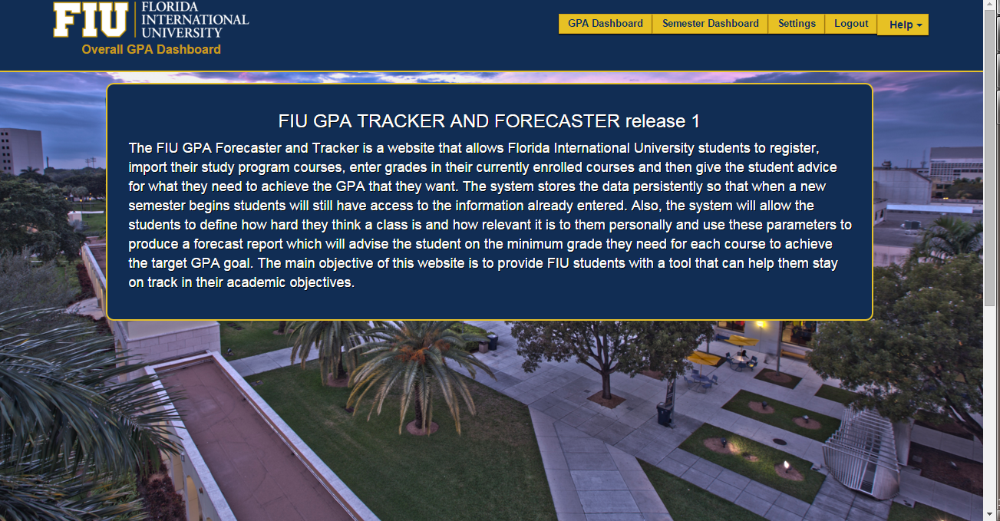 FIU
FLORIDA
INTERNATIONAL
UNIVERSITY
Overall GPA Dashboard
GPA Dashboard Semester Dashboard Settings Logout Help
FIU GPA TRACKER AND FORECASTER release 1
The FIU GPA Forecaster and Tracker is a website that allows Florida International University students to register,
import their study program courses, enter grades in their currently enrolled courses and then give the student advice
for what they need to achieve the GPA that they want. The system stores the data persistently so that when a new
semester begins students will still have access to the information already entered. Also, the system will allow the
students to define how hard they think a class is and how relevant it is to them personally and use these parameters to
produce a forecast report which will advise the student on the minimum grade they need for each course to achieve
the target GPA goal. The main objective of this website is to provide FIU students with a tool that can help them stay
on track in their academic objectives.